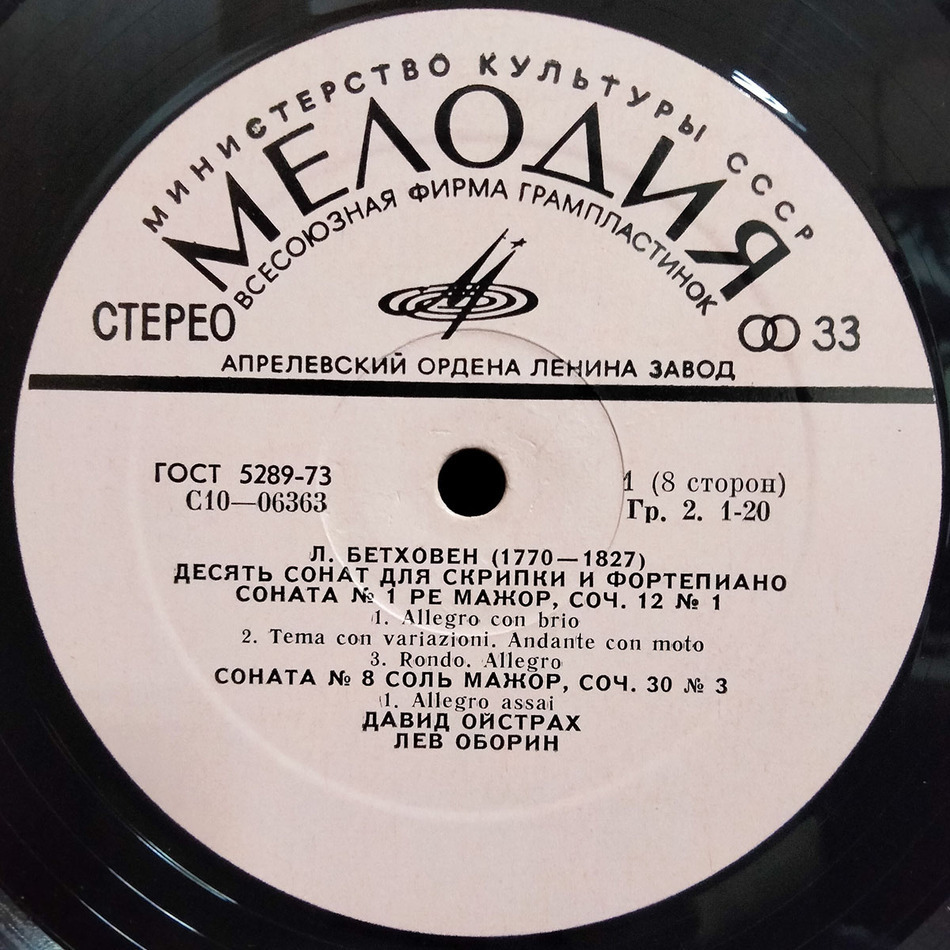 МИНИСТЕРСТВО КУЛЬТУРЫ СССР
МЕЛОДИЯ
ВСЕСОЮЗНАЯ ФИРМА ГРАМПЛАСТИНОК
СТЕРЕО
33
АПРЕЛЕВСКИЙ ОРДЕНА ЛЕНИНА ЗАВОД
ГОСТ 5289-73
С10—06363
1 (8 сторон)
Гр. 2. 1-20
Л. БЕТХОВЕН (1770—1827)
ДЕСЯТЬ СОНАТ ДЛЯ СКРИПКИ И ФОРТЕПИАНО
СОНАТА № 1 РЕ МАЖОР, СОЧ. 12 № 1
1. Allegro con brio
2. Tema con variazioni. Andante con moto
3. Rondo. Allegro
СОНАТА № 8 СОЛЬ МАЖОР, СОЧ. 30 № 3
1. Allegro assai
ДАВИД ОЙСТРАХ
ЛЕВ ОБОРИН